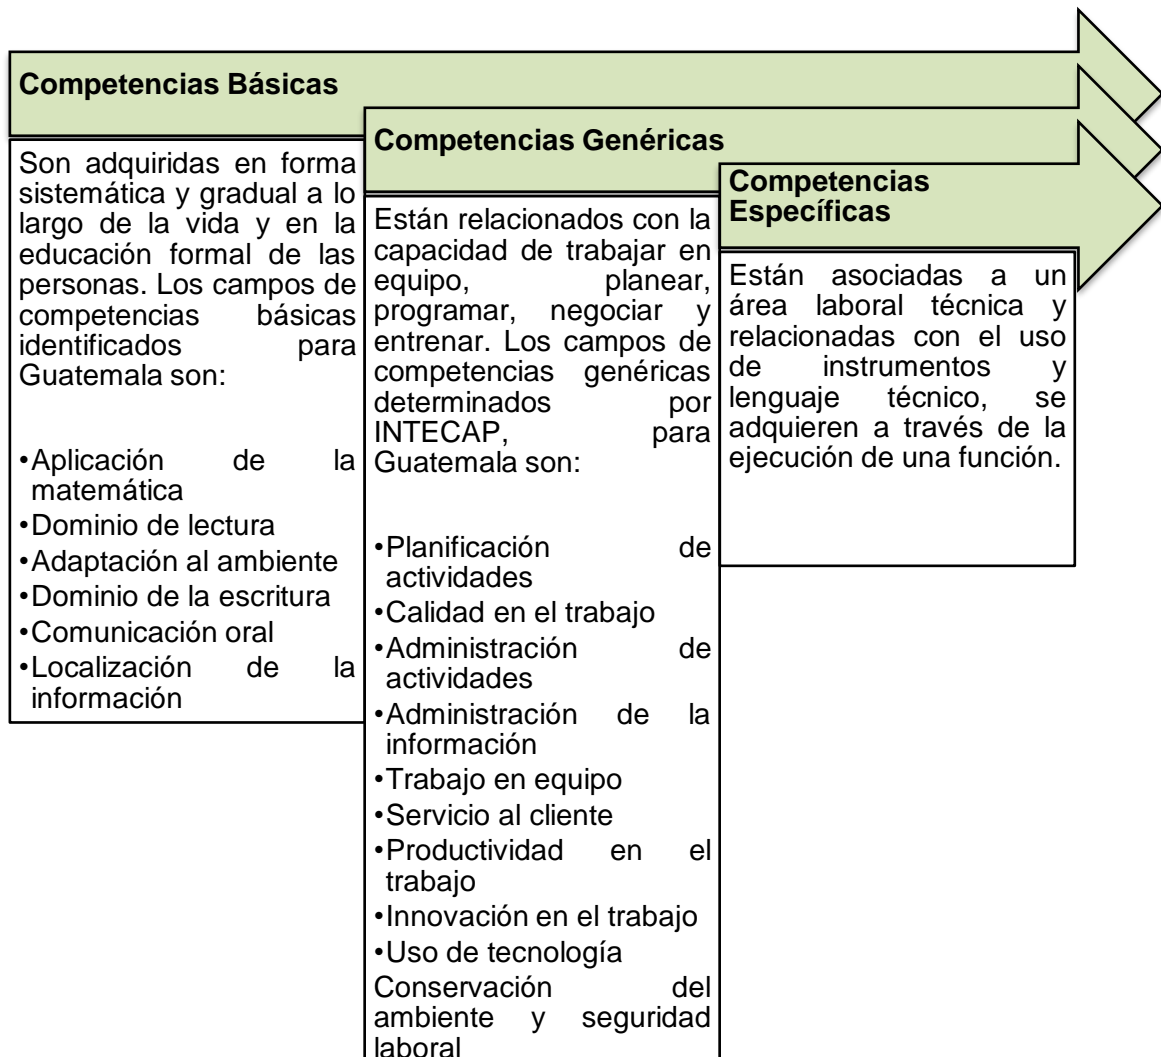 Competencias Básicas
Son adquiridas en forma
sistemática y gradual a lo
largo de la vida y en la
educación formal de las
personas. Los campos de
competencias básicas
identificados para
Guatemala son:
•Aplicación de la
matemática
•Dominio de lectura
•Adaptación al ambiente
•Dominio de la escritura
•Comunicación oral
•Localización de la
información
Competencias Genéricas
Están relacionados con la
capacidad de trabajar en
equipo, planear,
programar, negociar y
entrenar. Los campos de
competencias genéricas
determinados por
INTECAP, para
Guatemala son:
•Planificación de
actividades
•Calidad en el trabajo
•Administración de
actividades
•Administración de la
información
•Trabajo en equipo
•Servicio al cliente
•Productividad en el
trabajo
•Innovación en el trabajo
•Uso de tecnología
Conservación del
ambiente y seguridad
laboral
Competencias
Específicas
Están asociadas a un
área laboral técnica y
relacionadas con el uso
de instrumentos y
lenguaje técnico, se
adquieren a través de la
ejecución de una función.